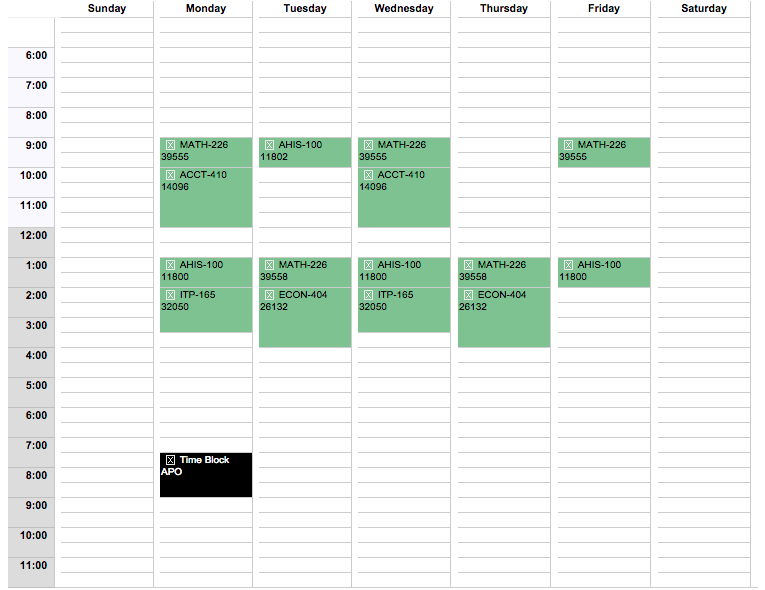 Sunday Monday Tuesday Wednesday Thursday Friday Saturday
6:00
7:00
8:00
9:00 MATH-226 AHIS-100 MATH-226 MATH-226
39555 11802 39555 39555
10:00 ACCT-410 ACCT-410
14096 14096
11:00
12:00
1:00 AHIS-100 MATH-226 AHIS-100 MATH-226 AHIS-100
11800 39558 11800 39558 11800
2:00 ITP-165 ECON-404 ITP-165 ECON-404
32050 26132 32050 26132
3:00
4:00
5:00
6:00
7:00
Time Block
APO
8:00
9:00
10:00
11:00